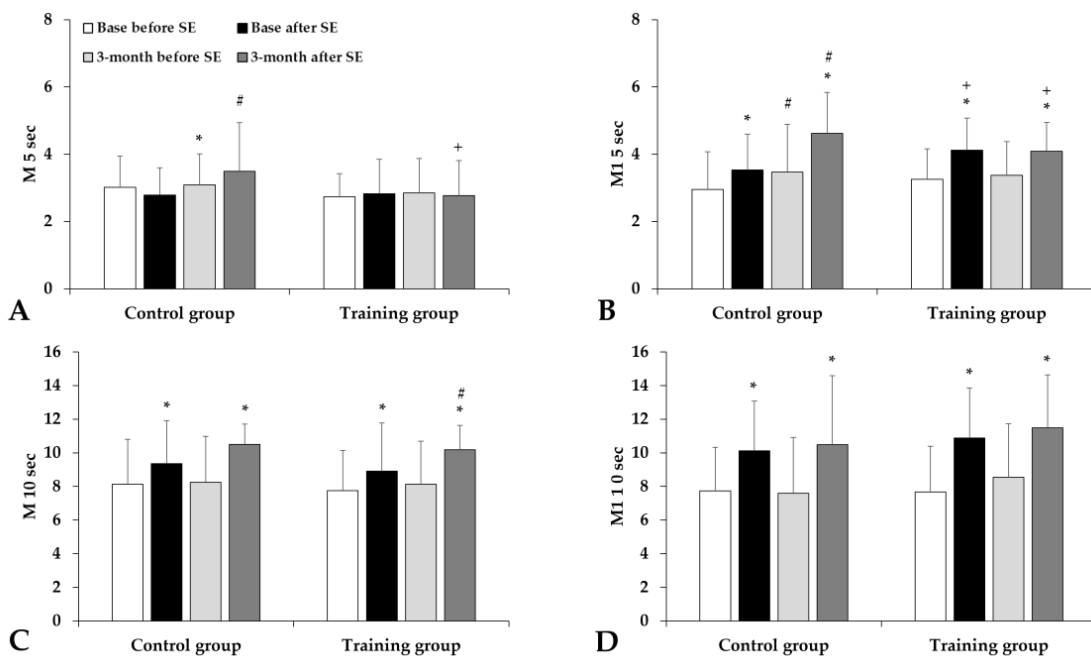 8
6
4
2
0
M 5 sec
Base before SE
Base after SE
3-month before SE
3-month after SE
*
#
+
Control group
Training group
A
8
6
4
2
0
M1 5 sec
*
#
#
*
+
*
+
*
Control group
Training group
B
16
14
12
10
8
6
4
2
0
M 10 sec
*
*
*
#
*
Control group
Training group
C
16
14
12
10
8
6
4
2
0
M1 1 0 sec
*
*
*
*
Control group
Training group
D